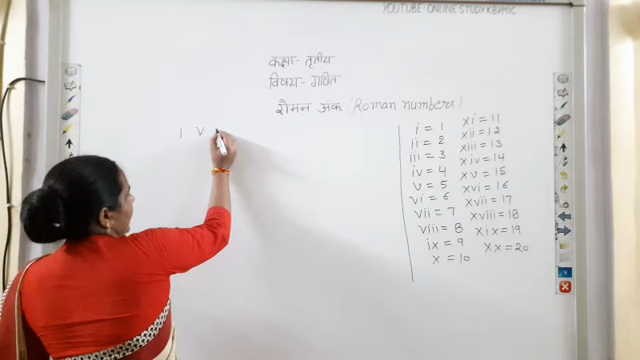 YOUTUBE- ONLINE STUDY KBVMIC
कक्षा- तृतीय
विषय- गणित
रोमन अंक (Roman numbers)
I V
i = 1
ii = 2
iii = 3
iv = 4
v = 5
vi = 6
vii = 7
viii = 8
ix = 9
x = 10
xi = 11
xii = 12
xiii = 13
xiv = 14
xv = 15
xvi = 16
xvii = 17
xviii = 18
xix = 19
xx = 20